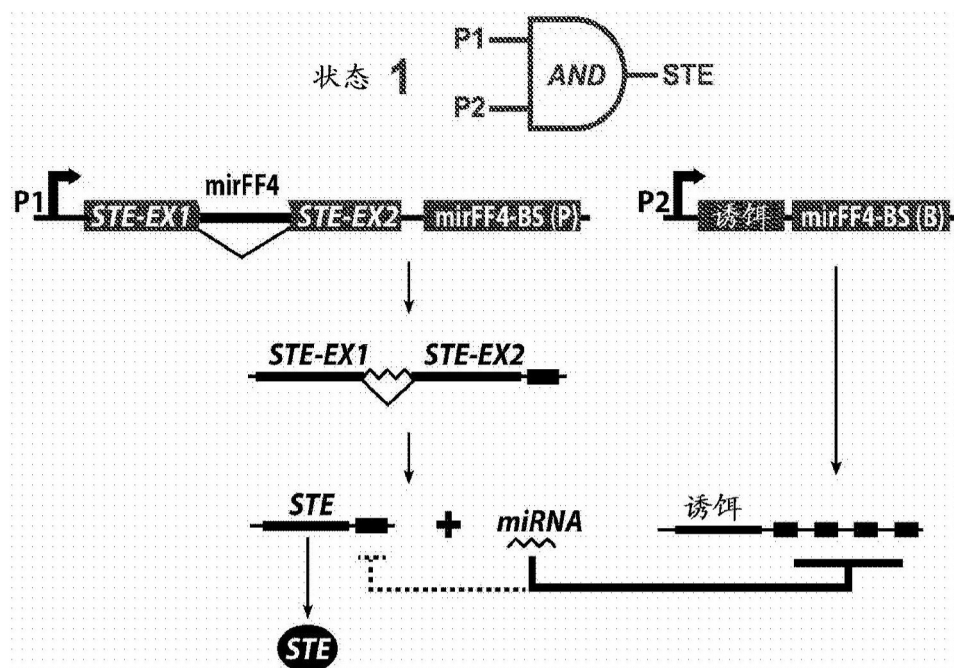 P1
状态 1
AND
STE
P2
P1
mirFF4
STE-EX1
STE-EX2
mirFF4-BS (P)
P2
诱饵
mirFF4-BS (B)
STE-EX1
STE-EX2
STE
+
miRNA
诱饵
STE